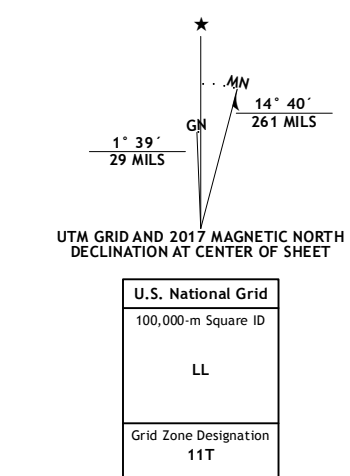 ★
MN
GN
14° 40´
261 MILS
1° 39´
29 MILS
UTM GRID AND 2017 MAGNETIC NORTH
DECLINATION AT CENTER OF SHEET
U.S. National Grid
100,000-m Square ID
LL
Grid Zone Designation
11T